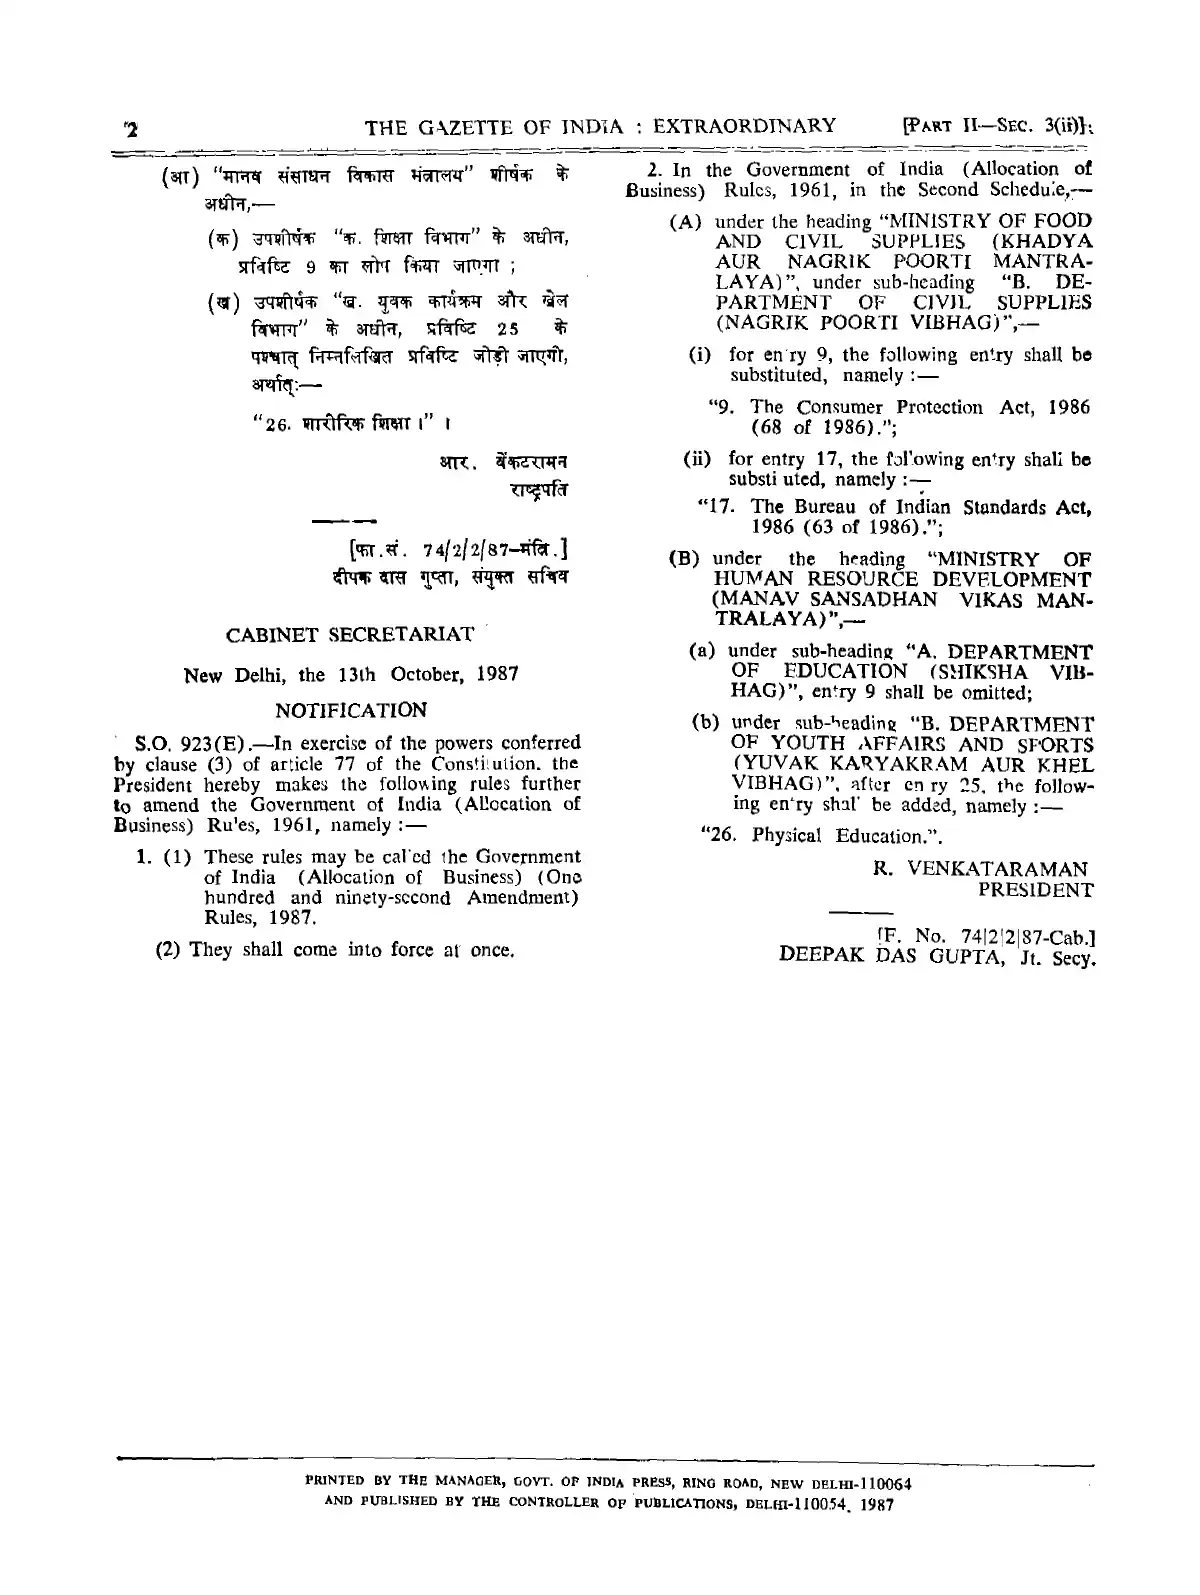 2 THE GAZETTE OF INDIA : EXTRAORDINARY [PART II—SEC. 3(ii)]
(आ) "मानव संसाधन विकास मंत्रालय" शीर्षक के
अधीन,—
(क) उपशीर्षक "क. शिक्षा विभाग" के अधीन,
प्रविष्टि 9 का लोप किया जाएगा ;
(ख) उपशीर्षक "ख. युवक कार्यक्रम और खेल
विभाग" के अधीन, प्रविष्टि 25 के
पश्चात् निम्नलिखित प्रविष्टि जोड़ी जाएगी,
अर्थात्:—
"26. शारीरिक शिक्षा ।" ।
आर. वेंकटरामन
राष्ट्रपति
[फा.सं. 74/2/2/87-मंत्रि.]
दीपक दास गुप्ता, संयुक्त सचिव
CABINET SECRETARIAT
New Delhi, the 13th October, 1987
NOTIFICATION
S.O. 923(E).—In exercise of the powers conferred
by clause (3) of article 77 of the Constitution, the
President hereby makes the following rules further
to amend the Government of India (Allocation of
Business) Rules, 1961, namely :—
1. (1) These rules may be called the Government
of India (Allocation of Business) (One
hundred and ninety-second Amendment)
Rules, 1987.
(2) They shall come into force at once.
2. In the Government of India (Allocation of
Business) Rules, 1961, in the Second Schedule,—
(A) under the heading "MINISTRY OF FOOD
AND CIVIL SUPPLIES (KHADYA
AUR NAGRIK POORTI MANTRA-
LAYA)", under sub-heading "B. DE-
PARTMENT OF CIVIL SUPPLIES
(NAGRIK POORTI VIBHAG)",—
(i) for entry 9, the following entry shall be
substituted, namely :—
"9. The Consumer Protection Act, 1986
(68 of 1986).";
(ii) for entry 17, the following entry shall be
substituted, namely :—
"17. The Bureau of Indian Standards Act,
1986 (63 of 1986).";
(B) under the heading "MINISTRY OF
HUMAN RESOURCE DEVELOPMENT
(MANAV SANSADHAN VIKAS MAN-
TRALAYA)",—
(a) under sub-heading "A. DEPARTMENT
OF EDUCATION (SHIKSHA VIB-
HAG)", entry 9 shall be omitted;
(b) under sub-heading "B. DEPARTMENT
OF YOUTH AFFAIRS AND SPORTS
(YUVAK KARYAKRAM AUR KHEL
VIBHAG)", after entry 25, the follow-
ing entry shall be added, namely :—
"26. Physical Education.".
R. VENKATARAMAN
PRESIDENT
[F. No. 74|2|2|87-Cab.]
DEEPAK DAS GUPTA, Jt. Secy.
PRINTED BY THE MANAGER, GOVT. OF INDIA PRESS, RING ROAD, NEW DELHI-110064
AND PUBLISHED BY THE CONTROLLER OF PUBLICATIONS, DELHI-110054. 1987